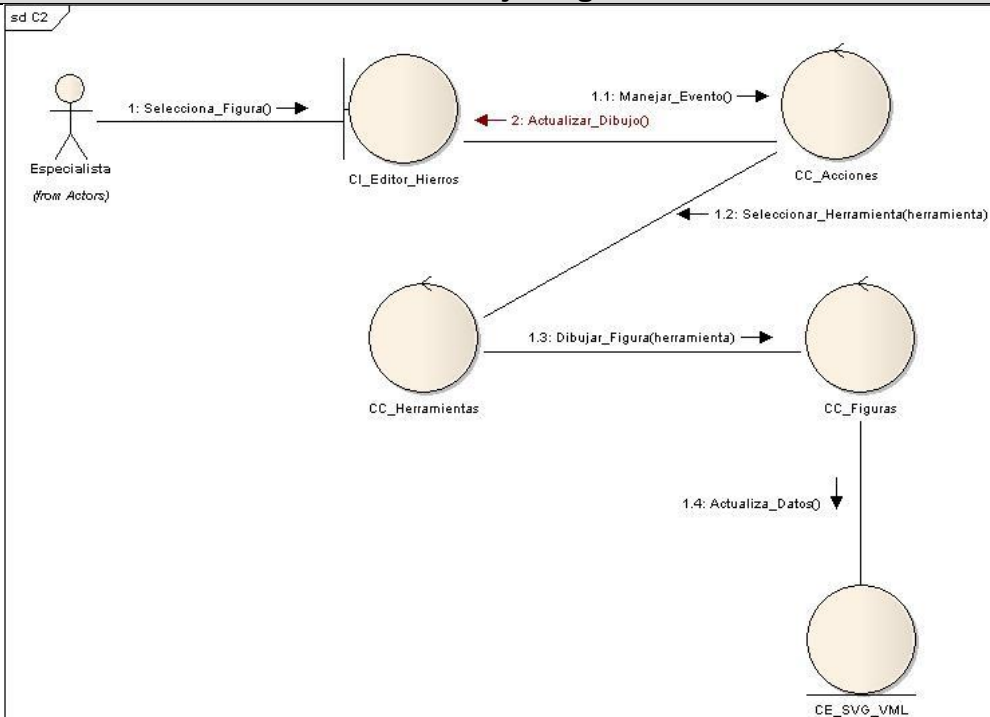 sd C2
1: Selecciona_Figura()
1.1: Manejar_Evento()
2: Actualizar_Dibujo()
Especialista
(from Actors)
CI_Editor_Hierros
CC_Acciones
1.2: Seleccionar_Herramienta(herramienta)
1.3: Dibujar_Figura(herramienta)
CC_Herramientas
CC_Figuras
1.4: Actualiza_Datos()
CE_SVG_VML